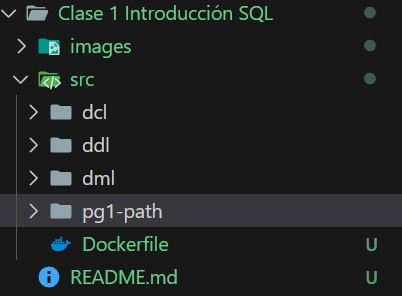 Clase 1 Introducción SQL
images
src
dcl
ddl
dml
pg1-path
Dockerfile U
README.md U